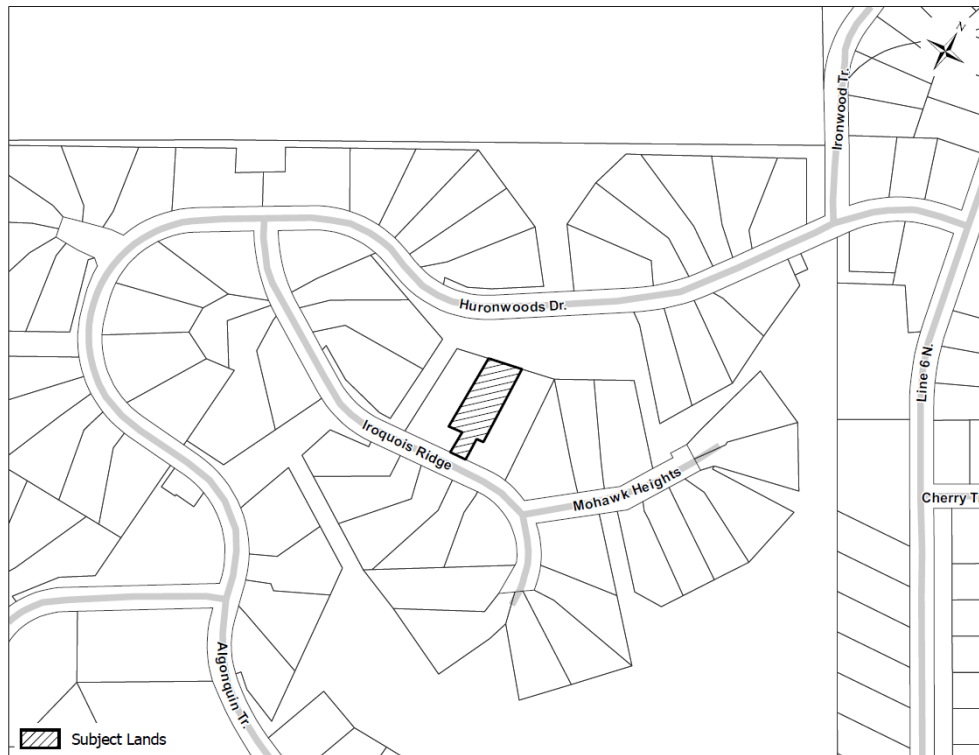 N
Ironwood Tr.
Huronwoods Dr.
Line 6 N.
Iroquois Ridge
Mohawk Heights
Cherry T
Algonquin Tr.
Subject Lands